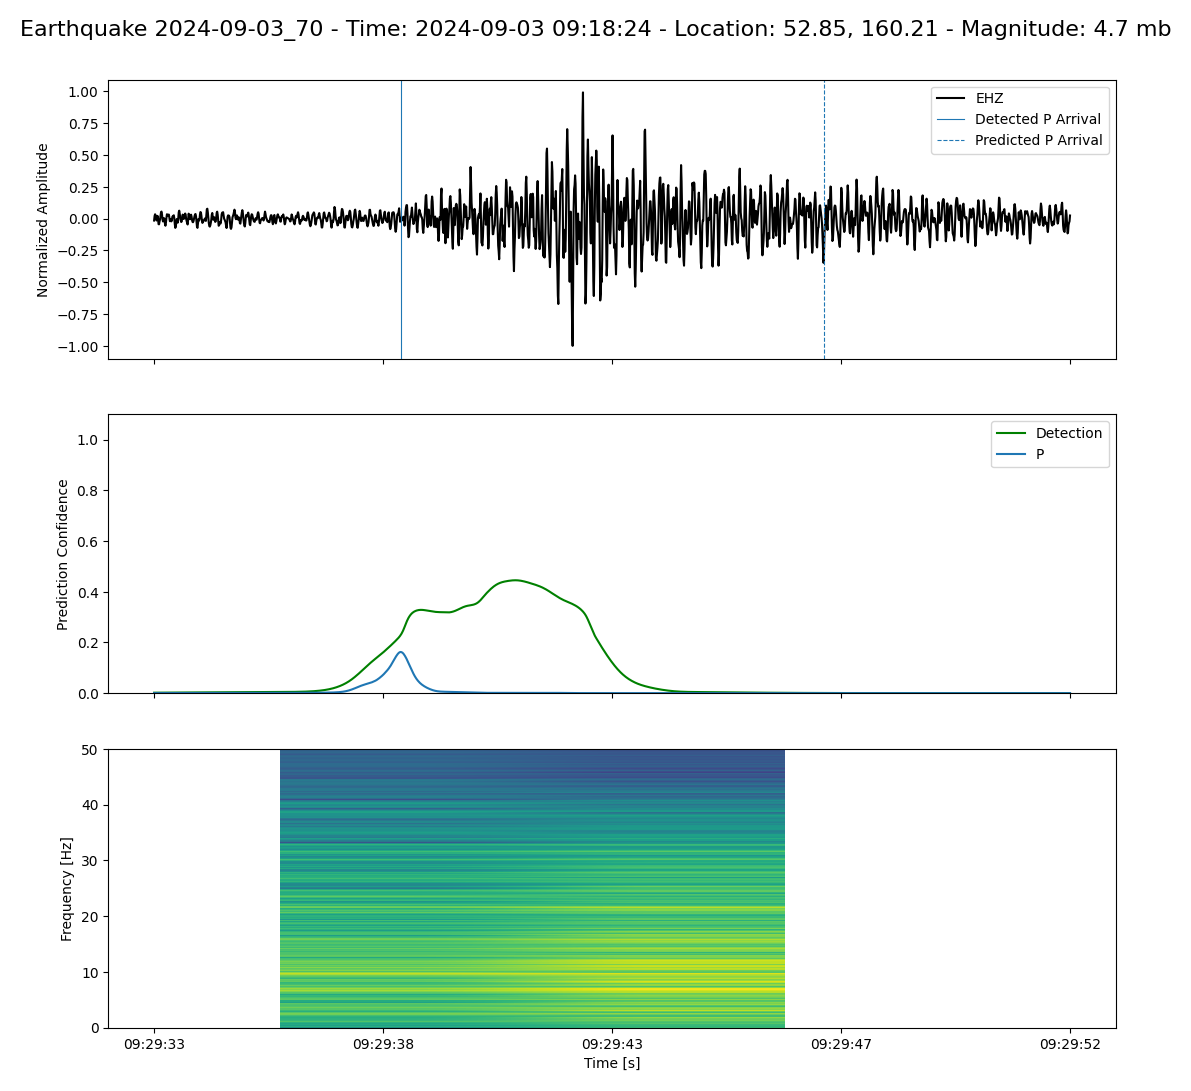 Earthquake 2024-09-03_70 - Time: 2024-09-03 09:18:24 - Location: 52.85, 160.21 - Magnitude: 4.7 mb
Normalized Amplitude
1.00
0.75
0.50
0.25
0.00
−0.25
−0.50
−0.75
−1.00
EHZ
Detected P Arrival
Predicted P Arrival
Prediction Confidence
1.0
0.8
0.6
0.4
0.2
0.0
Detection
P
Frequency [Hz]
50
40
30
20
10
0
09:29:33 09:29:38 09:29:43 09:29:47 09:29:52
Time [s]